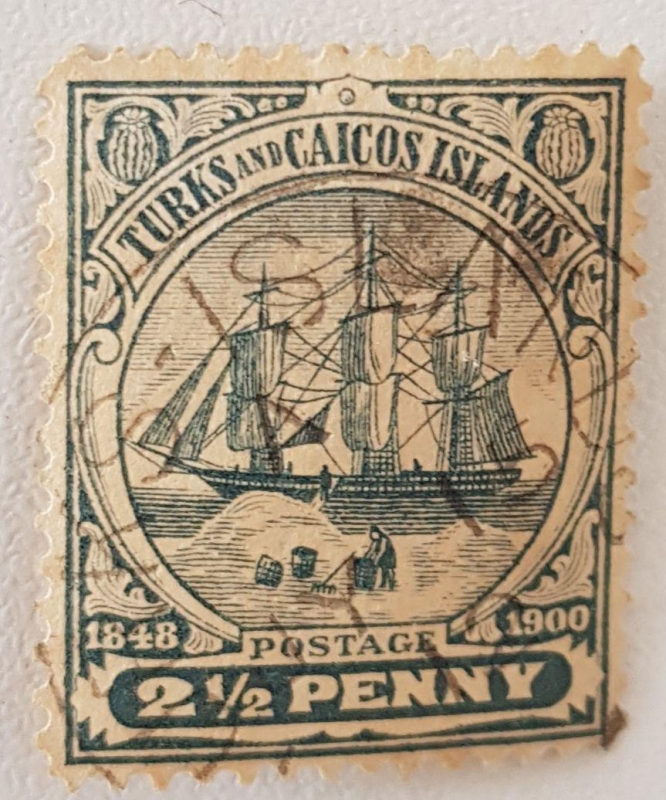 TURKS AND CAICOS ISLANDS
1848 1900
POSTAGE
2 1/2 PENNY